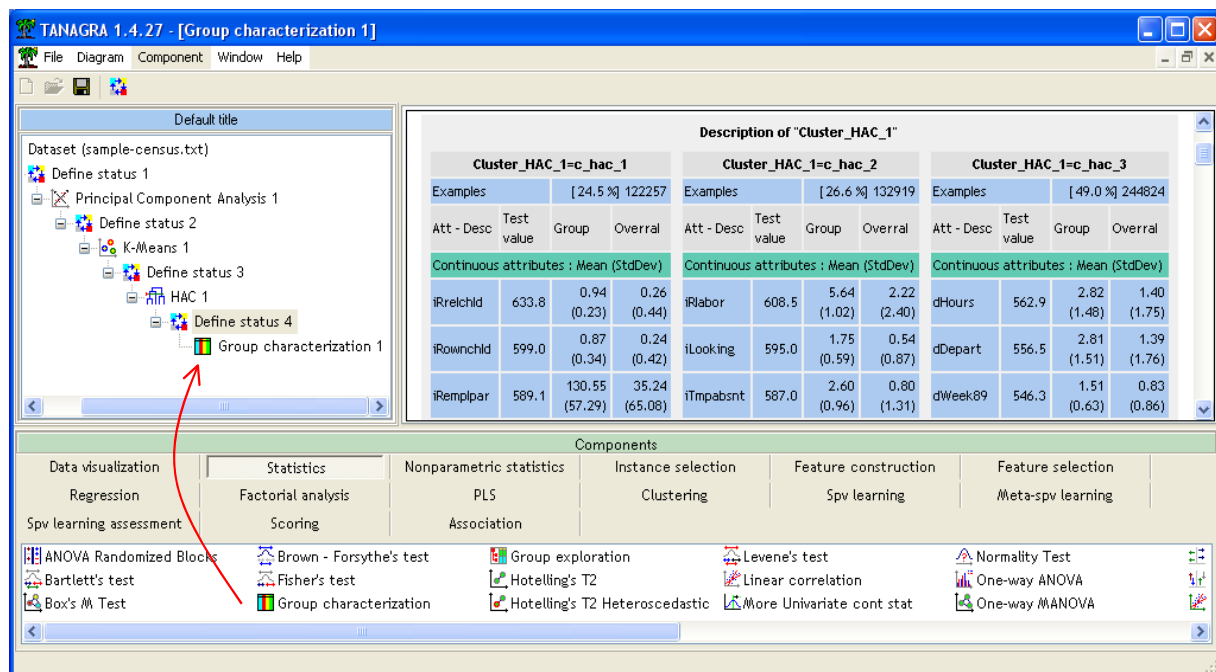 TANAGRA 1.4.27 - [Group characterization 1]
File Diagram Component Window Help
Default title
Dataset (sample-census.txt)
Define status 1
Principal Component Analysis 1
Define status 2
K-Means 1
Define status 3
HAC 1
Define status 4
Group characterization 1
Description of "Cluster_HAC_1"
Cluster_HAC_1=c_hac_1 Cluster_HAC_1=c_hac_2 Cluster_HAC_1=c_hac_3
Examples [ 24.5 %] 122257 Examples [ 26.6 %] 132919 Examples [ 49.0 %] 244824
Att - Desc Test value Group Overral Att - Desc Test value Group Overral Att - Desc Test value Group Overral
Continuous attributes : Mean (StdDev) Continuous attributes : Mean (StdDev) Continuous attributes : Mean (StdDev)
iRrelchld 633.8 0.94 (0.23) 0.26 (0.44) iRlabor 608.5 5.64 (1.02) 2.22 (2.40) dHours 562.9 2.82 (1.48) 1.40 (1.75)
iRownchld 599.0 0.87 (0.34) 0.24 (0.42) iLooking 595.0 1.75 (0.59) 0.54 (0.87) dDepart 556.5 2.81 (1.51) 1.39 (1.76)
iRemplpar 589.1 130.55 (57.29) 35.24 (65.08) iTmpabsnt 587.0 2.60 (0.96) 0.80 (1.31) dWeek89 546.3 1.51 (0.63) 0.83 (0.86)
Components
Data visualization Statistics Nonparametric statistics Instance selection Feature construction Feature selection
Regression Factorial analysis PLS Clustering Spv learning Meta-spv learning
Spv learning assessment Scoring Association
ANOVA Randomized Blocks Brown - Forsythe's test Group exploration Levene's test Normality Test
Bartlett's test Fisher's test Hotelling's T2 Linear correlation One-way ANOVA
Box's M Test Group characterization Hotelling's T2 Heteroscedastic More Univariate cont stat One-way MANOVA